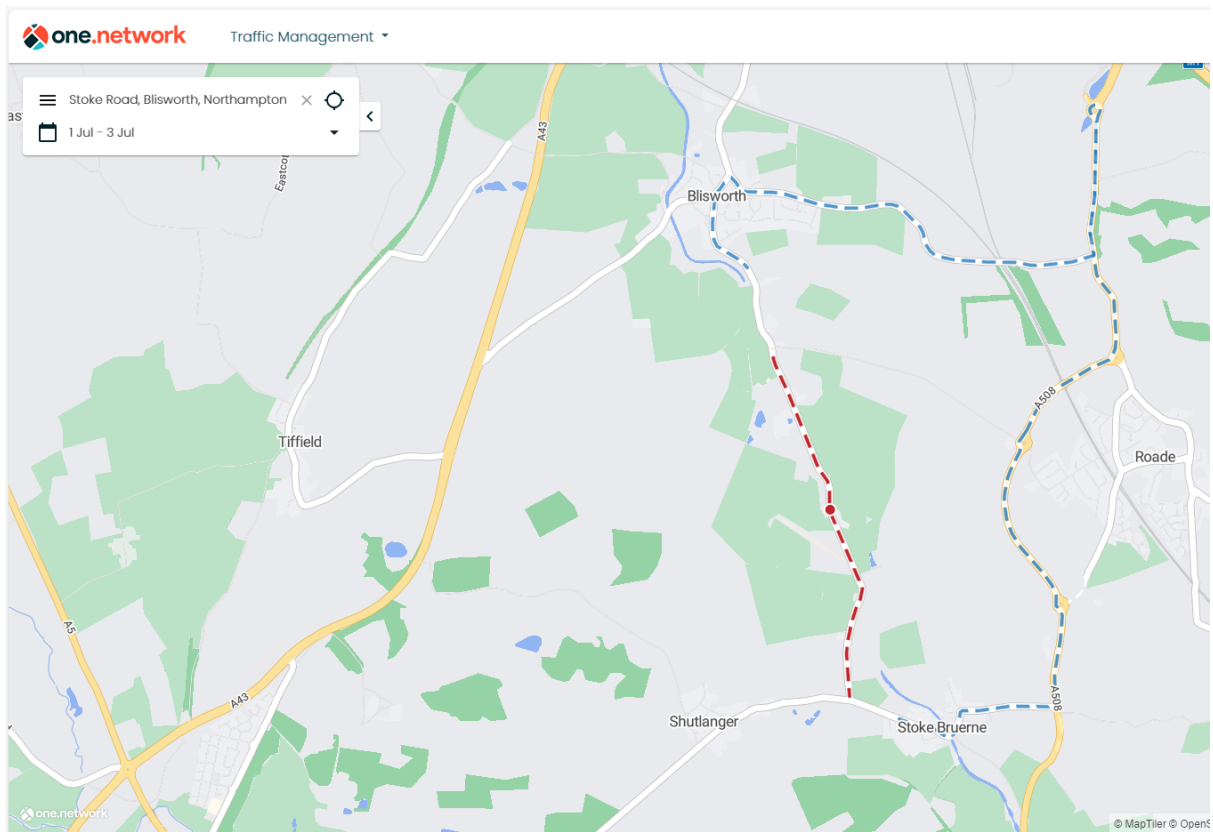 one.network
Traffic Management
Stoke Road, Blisworth, Northampton
1 Jul - 3 Jul
A43
Blisworth
A508
Tiffield
Roade
A5
A43
A508
Shutlanger
Stoke Bruerne
one.network
© MapTiler © OpenS